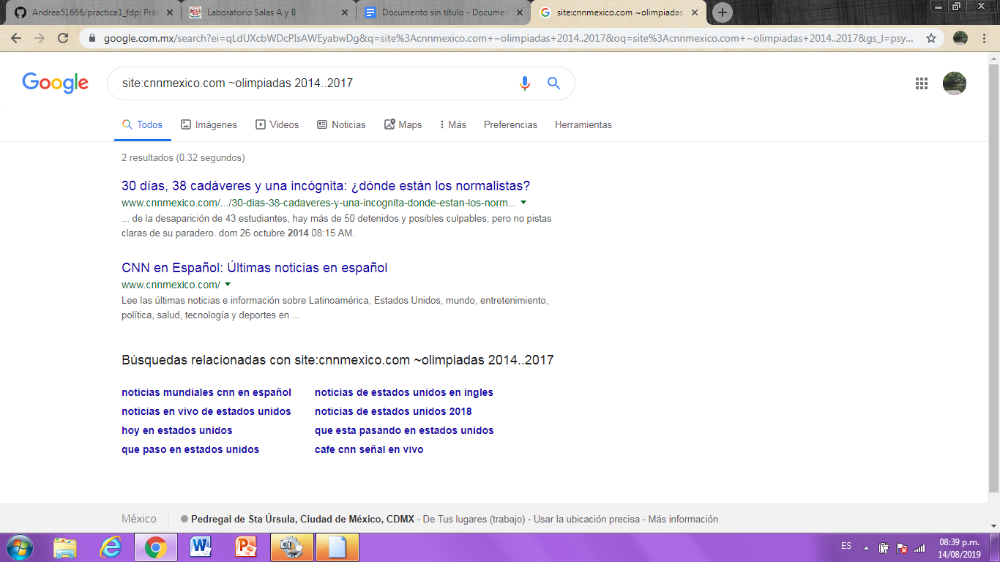 Andrea51666/practica1_fdp: Prác
Laboratorio Salas A y B
Documento sin título - Documen
site:cnnmexico.com ~olimpiadas
google.com.mx/search?ei=qLdUXcbWDcPIsAWEyabwDg&q=site%3Acnnmexico.com+~olimpiadas+2014..2017&oq=site%3Acnnmexico.com+~olimpiadas+2014..2017&gs_l=psy...
Google
site:cnnmexico.com ~olimpiadas 2014..2017
Todos Imágenes Videos Noticias Maps Más Preferencias Herramientas
2 resultados (0.32 segundos)
30 días, 38 cadáveres y una incógnita: ¿dónde están los normalistas?
www.cnnmexico.com/.../30-dias-38-cadaveres-y-una-incognita-donde-estan-los-norm...
... de la desaparición de 43 estudiantes, hay más de 50 detenidos y posibles culpables, pero no pistas
claras de su paradero. dom 26 octubre 2014 08:15 AM.
CNN en Español: Últimas noticias en español
www.cnnmexico.com/
Lee las últimas noticias e información sobre Latinoamérica, Estados Unidos, mundo, entretenimiento,
política, salud, tecnología y deportes en ...
Búsquedas relacionadas con site:cnnmexico.com ~olimpiadas 2014..2017
noticias mundiales cnn en español noticias de estados unidos en ingles
noticias en vivo de estados unidos noticias de estados unidos 2018
hoy en estados unidos que esta pasando en estados unidos
que paso en estados unidos cafe cnn señal en vivo
México Pedregal de Sta Úrsula, Ciudad de México, CDMX - De Tus lugares (trabajo) - Usar la ubicación precisa - Más información
ES
08:39 p.m.
14/08/2019